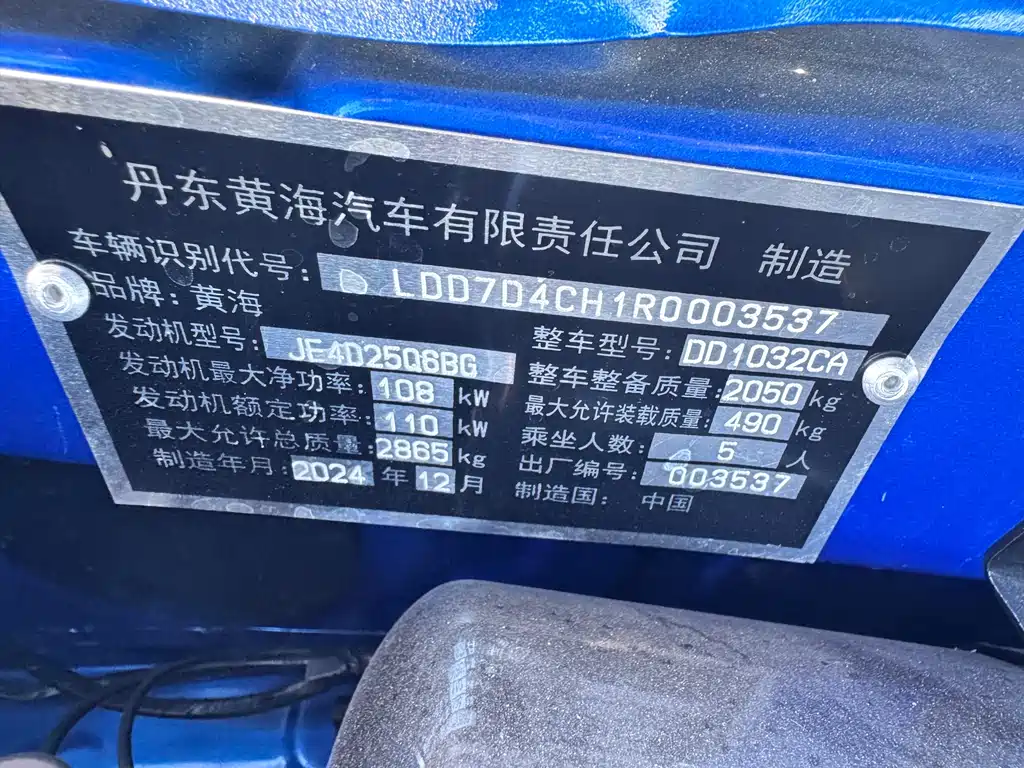 丹东黄海汽车有限责任公司 制造
车辆识别代号: LDD7D4CH1R0003537
品牌: 黄海
发动机型号: JE4D25Q6BG 整车型号: DD1032CA
发动机最大净功率: 108 kW 整车整备质量: 2050 kg
发动机额定功率: 110 kW 最大允许装载质量: 490 kg
最大允许总质量: 2865 kg 乘坐人数: 5 人
制造年月: 2024 年 12 月 出厂编号: 003537
制造国: 中国